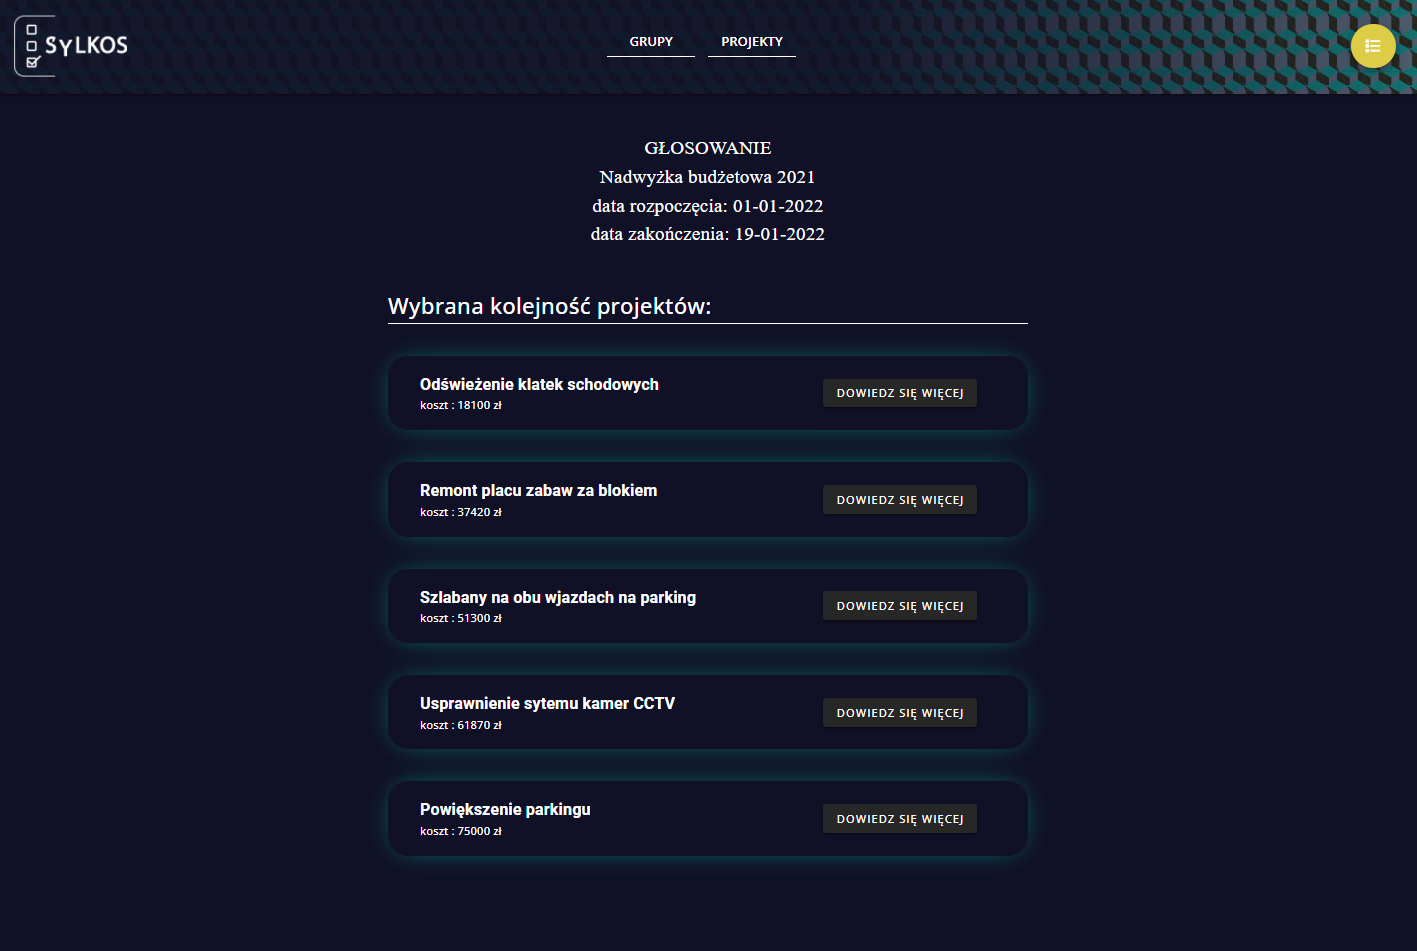 SyLKOS
GRUPY
PROJEKTY
GŁOSOWANIE
Nadwyżka budżetowa 2021
data rozpoczęcia: 01-01-2022
data zakończenia: 19-01-2022
Wybrana kolejność projektów:
Odświeżenie klatek schodowych
koszt : 18100 zł
DOWIEDZ SIĘ WIĘCEJ
Remont placu zabaw za blokiem
koszt : 37420 zł
DOWIEDZ SIĘ WIĘCEJ
Szlabany na obu wjazdach na parking
koszt : 51300 zł
DOWIEDZ SIĘ WIĘCEJ
Usprawnienie sytemu kamer CCTV
koszt : 61870 zł
DOWIEDZ SIĘ WIĘCEJ
Powiększenie parkingu
koszt : 75000 zł
DOWIEDZ SIĘ WIĘCEJ